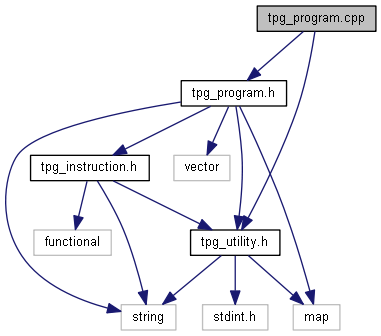 tpg_program.cpp
tpg_program.h
tpg_instruction.h
vector
functional
tpg_utility.h
string
stdint.h
map